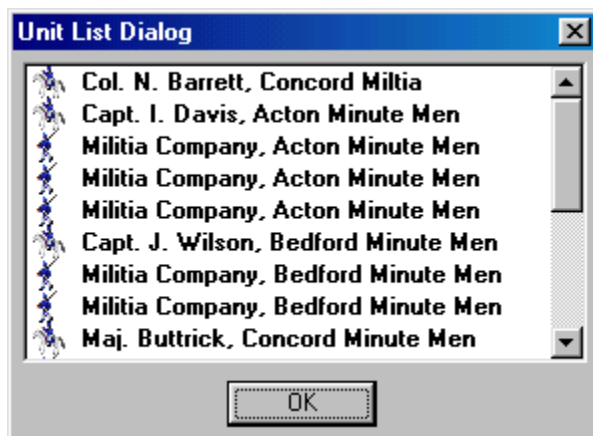 Unit List Dialog
Col. N. Barrett, Concord Miltia
Capt. I. Davis, Acton Minute Men
Militia Company, Acton Minute Men
Militia Company, Acton Minute Men
Militia Company, Acton Minute Men
Capt. J. Wilson, Bedford Minute Men
Militia Company, Bedford Minute Men
Militia Company, Bedford Minute Men
Maj. Buttrick, Concord Minute Men
OK